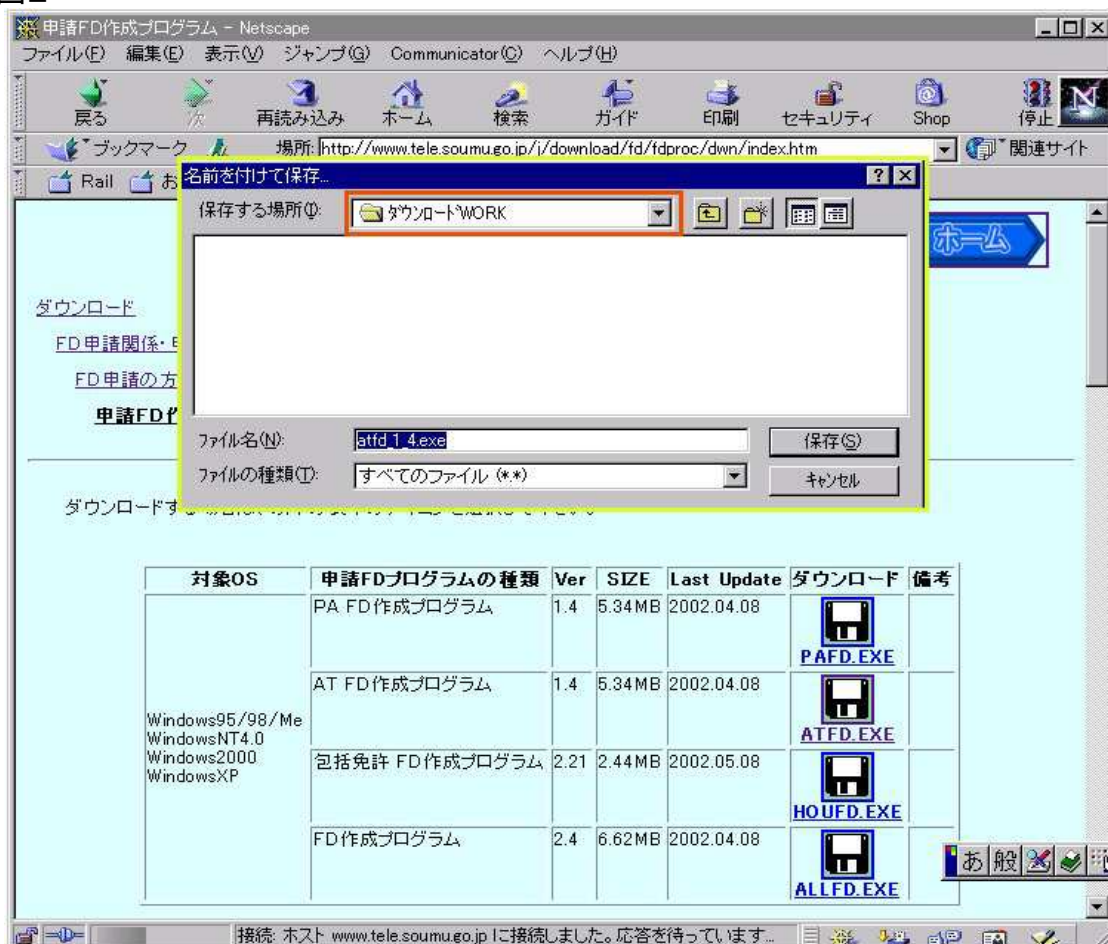 申請FD作成プログラム - Netscape
ファイル(F) 編集(E) 表示(V) ジャンプ(G) Communicator(C) ヘルプ(H)
戻る 次 再読み込み ホーム 検索 ガイド 印刷 セキュリティ Shop 停止
ブックマーク 場所: http://www.tele.soumu.go.jp/j/download/fd/fdproc/dwn/index.htm 関連サイト
Rail お
名前を付けて保存...
保存する場所(I): ダウンロードWORK
ホーム
ダウンロード
FD申請関係・
FD申請の方
申請FD作
ファイル名(N): atfd_1_4.exe 保存(S)
ファイルの種類(T): すべてのファイル (*.*) キャンセル
ダウンロードす
対象OS 申請FDプログラムの種類 Ver SIZE Last Update ダウンロード 備考
PA FD作成プログラム 1.4 5.34MB 2002.04.08
PAFD.EXE
AT FD作成プログラム 1.4 5.34MB 2002.04.08
ATFD.EXE
Windows95/98/Me
WindowsNT4.0
Windows2000
WindowsXP
包括免許 FD作成プログラム 2.21 2.44MB 2002.05.08
HOUFD.EXE
FD作成プログラム 2.4 6.62MB 2002.04.08
ALLFD.EXE
あ 般
接続: ホスト www.tele.soumu.go.jp に接続しました。応答を待っています...